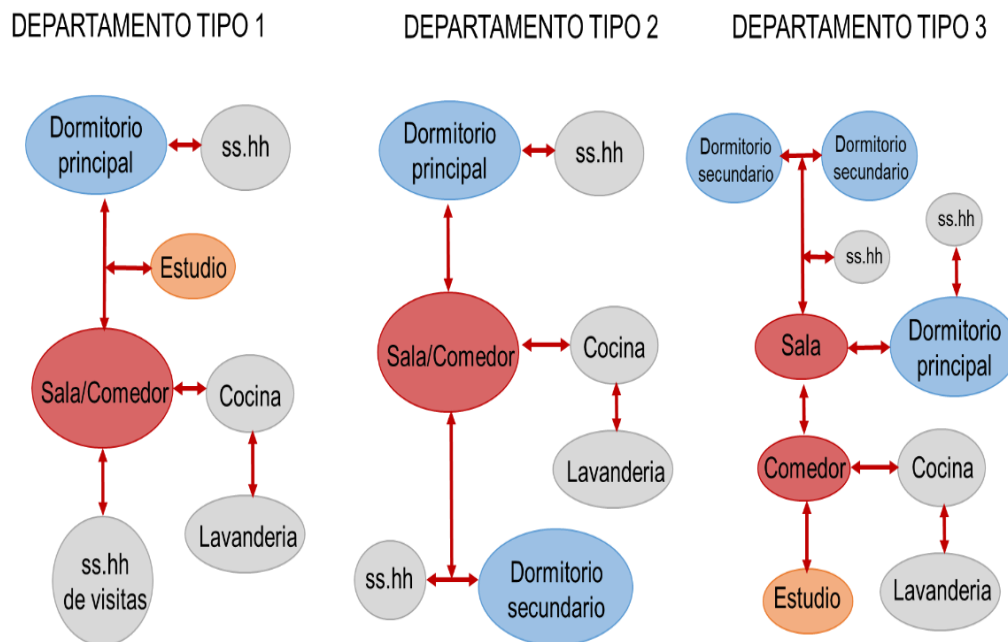 DEPARTAMENTO TIPO 1
Dormitorio
principal
ss.hh
Estudio
Sala/Comedor
Cocina
Lavanderia
ss.hh
de visitas
DEPARTAMENTO TIPO 2
Dormitorio
principal
ss.hh
Sala/Comedor
Cocina
Lavanderia
ss.hh
Dormitorio
secundario
DEPARTAMENTO TIPO 3
Dormitorio
secundario
Dormitorio
secundario
ss.hh
ss.hh
Sala
Dormitorio
principal
Comedor
Cocina
Estudio
Lavanderia